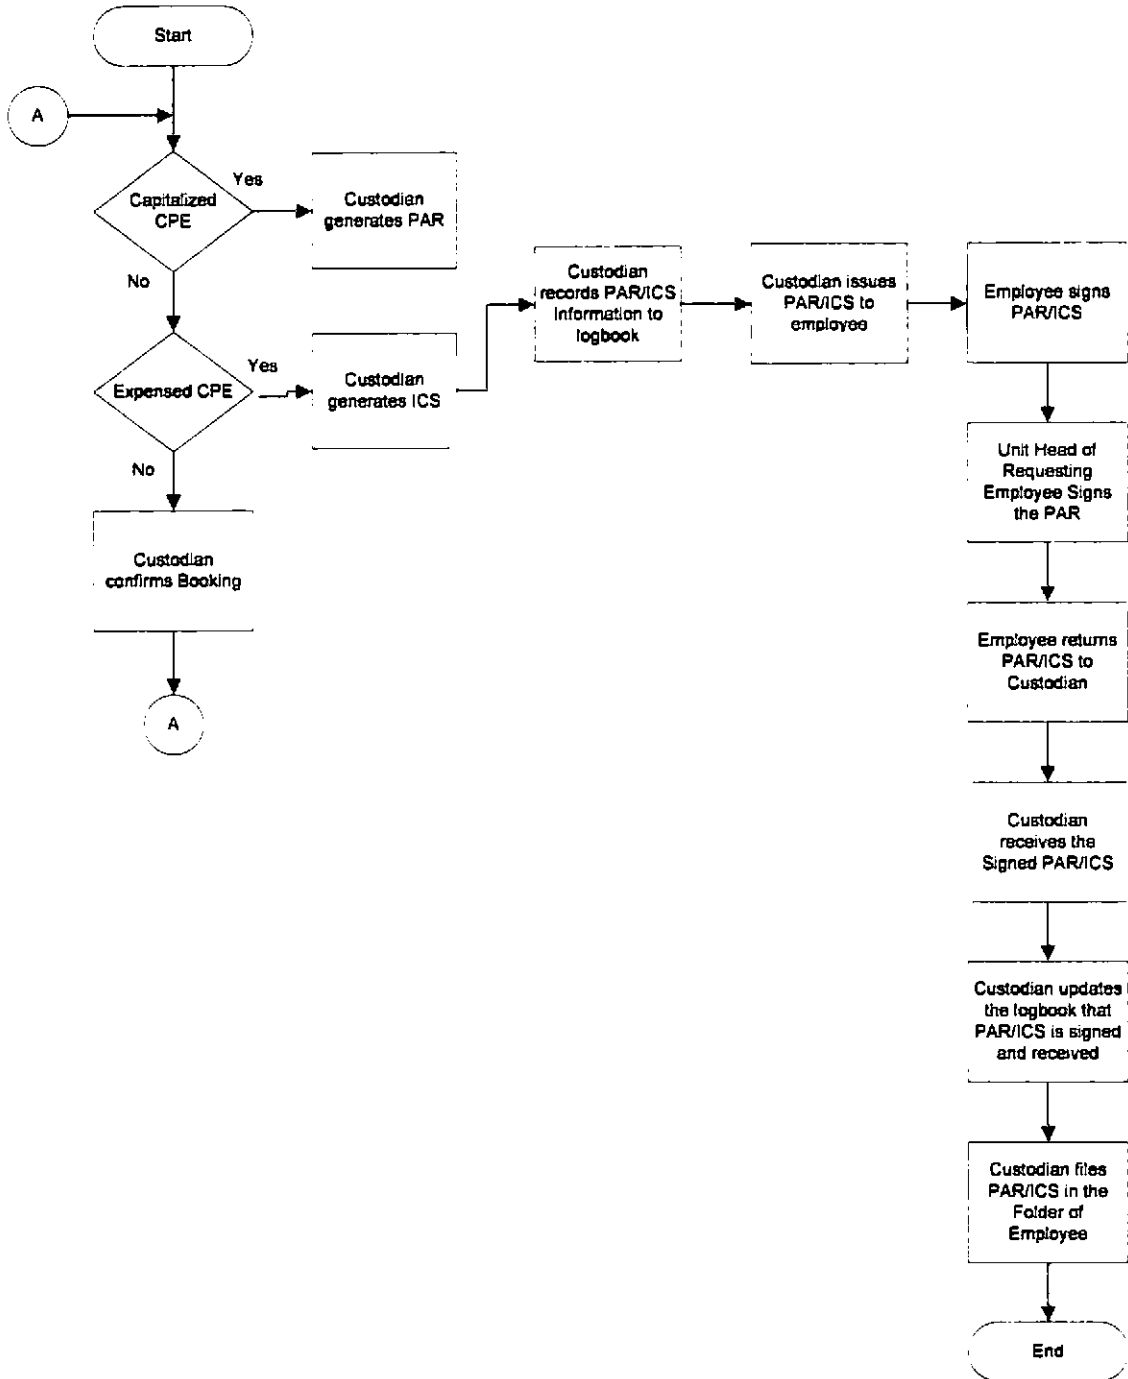 Start
A
Capitalized
CPE
Yes
Custodian
generates PAR
No
Expensed CPE
Yes
Custodian
generates ICS
No
Custodian
confirms Booking
A
Custodian
records PAR/ICS
Information to
logbook
Custodian issues
PAR/ICS to
employee
Employee signs
PAR/ICS
Unit Head of
Requesting
Employee Signs
the PAR
Employee returns
PAR/ICS to
Custodian
Custodian
receives the
Signed PAR/ICS
Custodian updates
the logbook that
PAR/ICS is signed
and received
Custodian files
PAR/ICS in the
Folder of
Employee
End